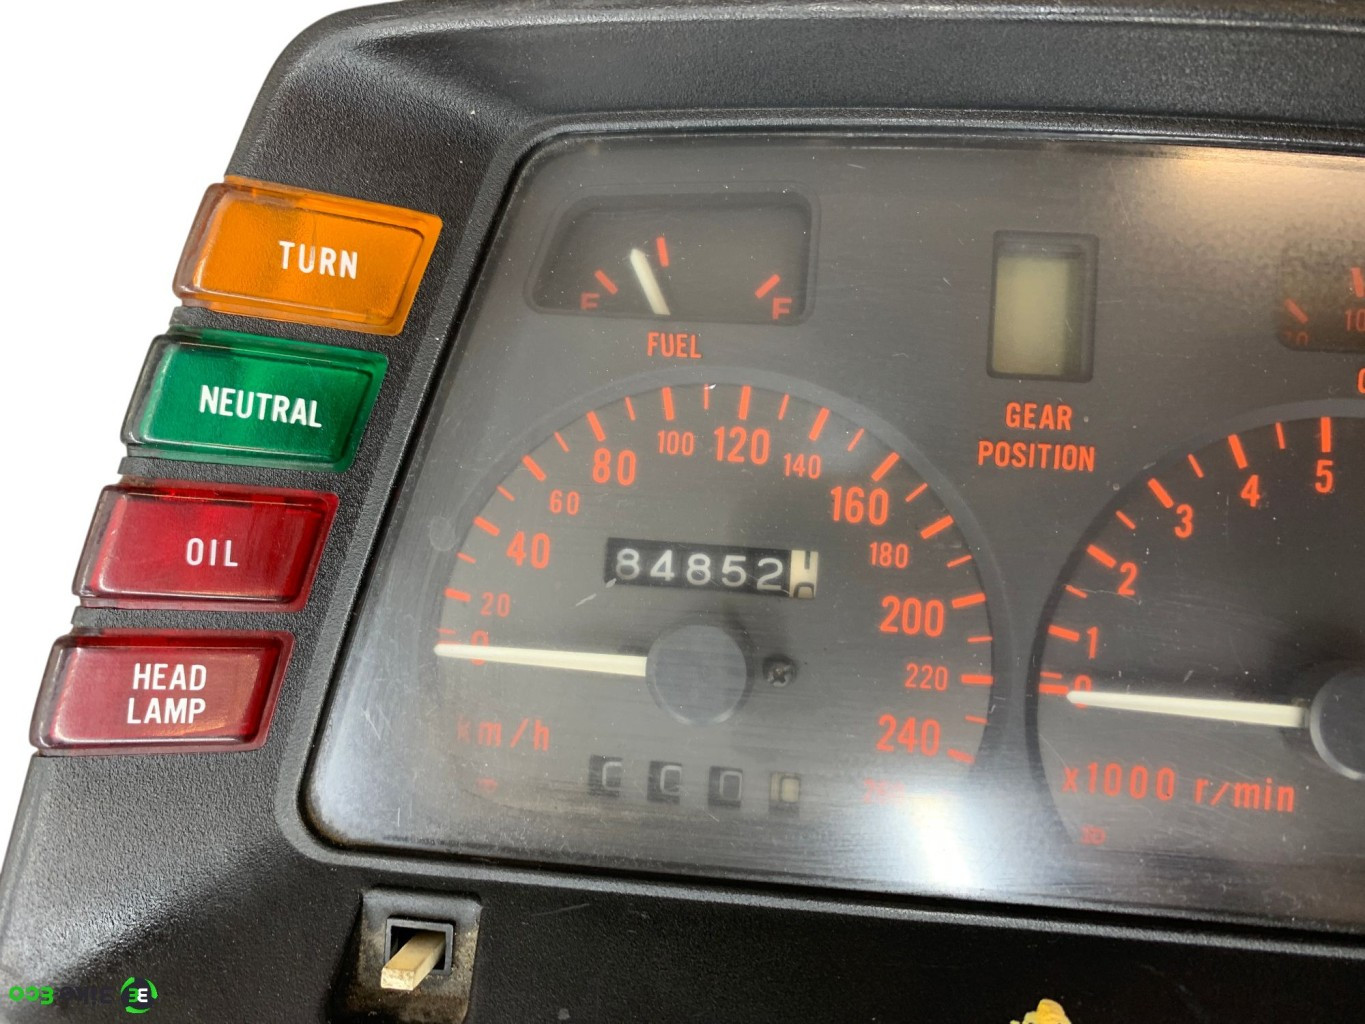 TURN
NEUTRAL
OIL
HEAD
LAMP
FUEL
GEAR
POSITION
0
20
40
60
80
100
120
140
160
180
200
220
240
84852
km/h
0
1
2
3
4
5
x1000 r/min